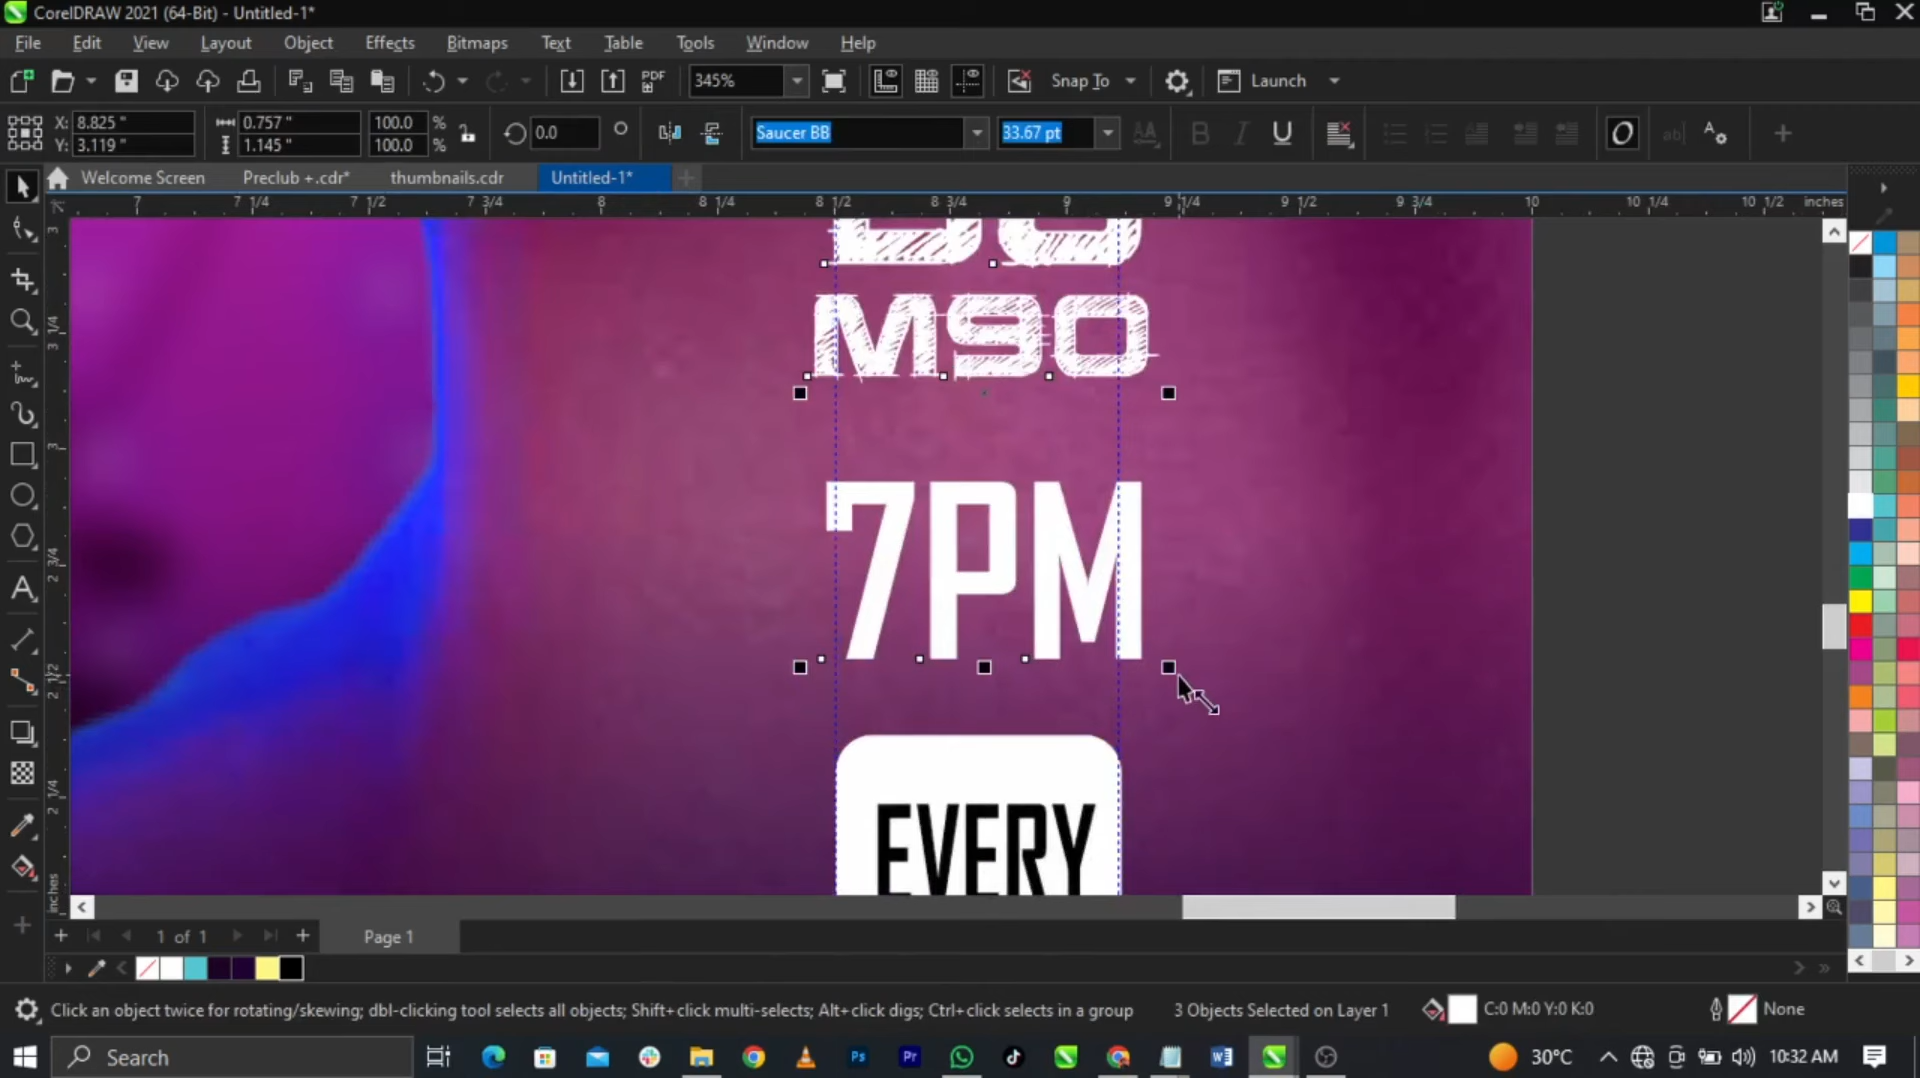 CorelDRAW 2021 (64-Bit) - Untitled-1*
File Edit View Layout Object Effects Bitmaps Text Table Tools Window Help
PDF 345% Snap To Launch
X: 8.825 " 0.757 " 100.0 % 0.0 Saucer BB 33.67 pt
Y: 3.119 " 1.145 " 100.0 %
Welcome Screen Preclub +.cdr* thumbnails.cdr Untitled-1*
7 7 1/4 7 1/2 7 3/4 8 8 1/4 8 1/2 8 3/4 9 9 1/4 9 1/2 9 3/4 10 10 1/4 10 1/2 inches
M90
7PM
EVERY
inches
1 of 1 Page 1
Click an object twice for rotating/skewing; dbl-clicking tool selects all objects; Shift+click multi-selects; Alt+click digs; Ctrl+click selects in a group 3 Objects Selected on Layer 1 C:0 M:0 Y:0 K:0 None
Search 30°C 10:32 AM